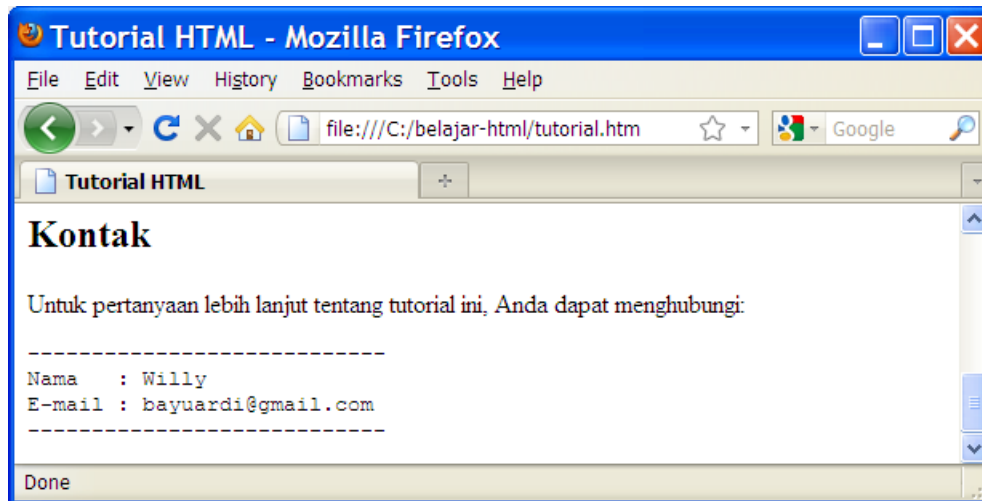 Tutorial HTML - Mozilla Firefox
File Edit View History Bookmarks Tools Help
file:///C:/belajar-html/tutorial.htm Google
Tutorial HTML
Kontak
Untuk pertanyaan lebih lanjut tentang tutorial ini, Anda dapat menghubungi:
----------------------------
Nama   : Willy
E-mail : bayuardi@gmail.com
----------------------------
Done